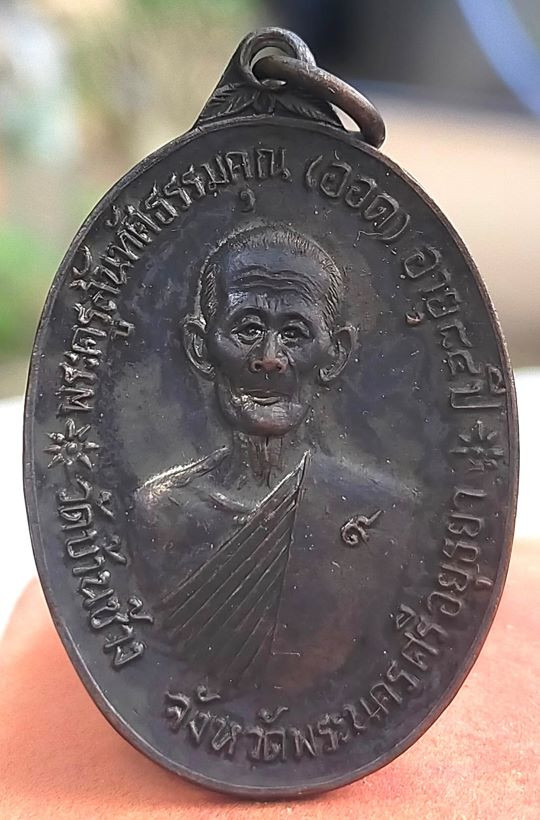 พระครูสันทัศธรรมคุณ (ออด) อายุ๘๔ปี
วัดบ้านช้าง
จังหวัดพระนครศรีอยุธยา
๙